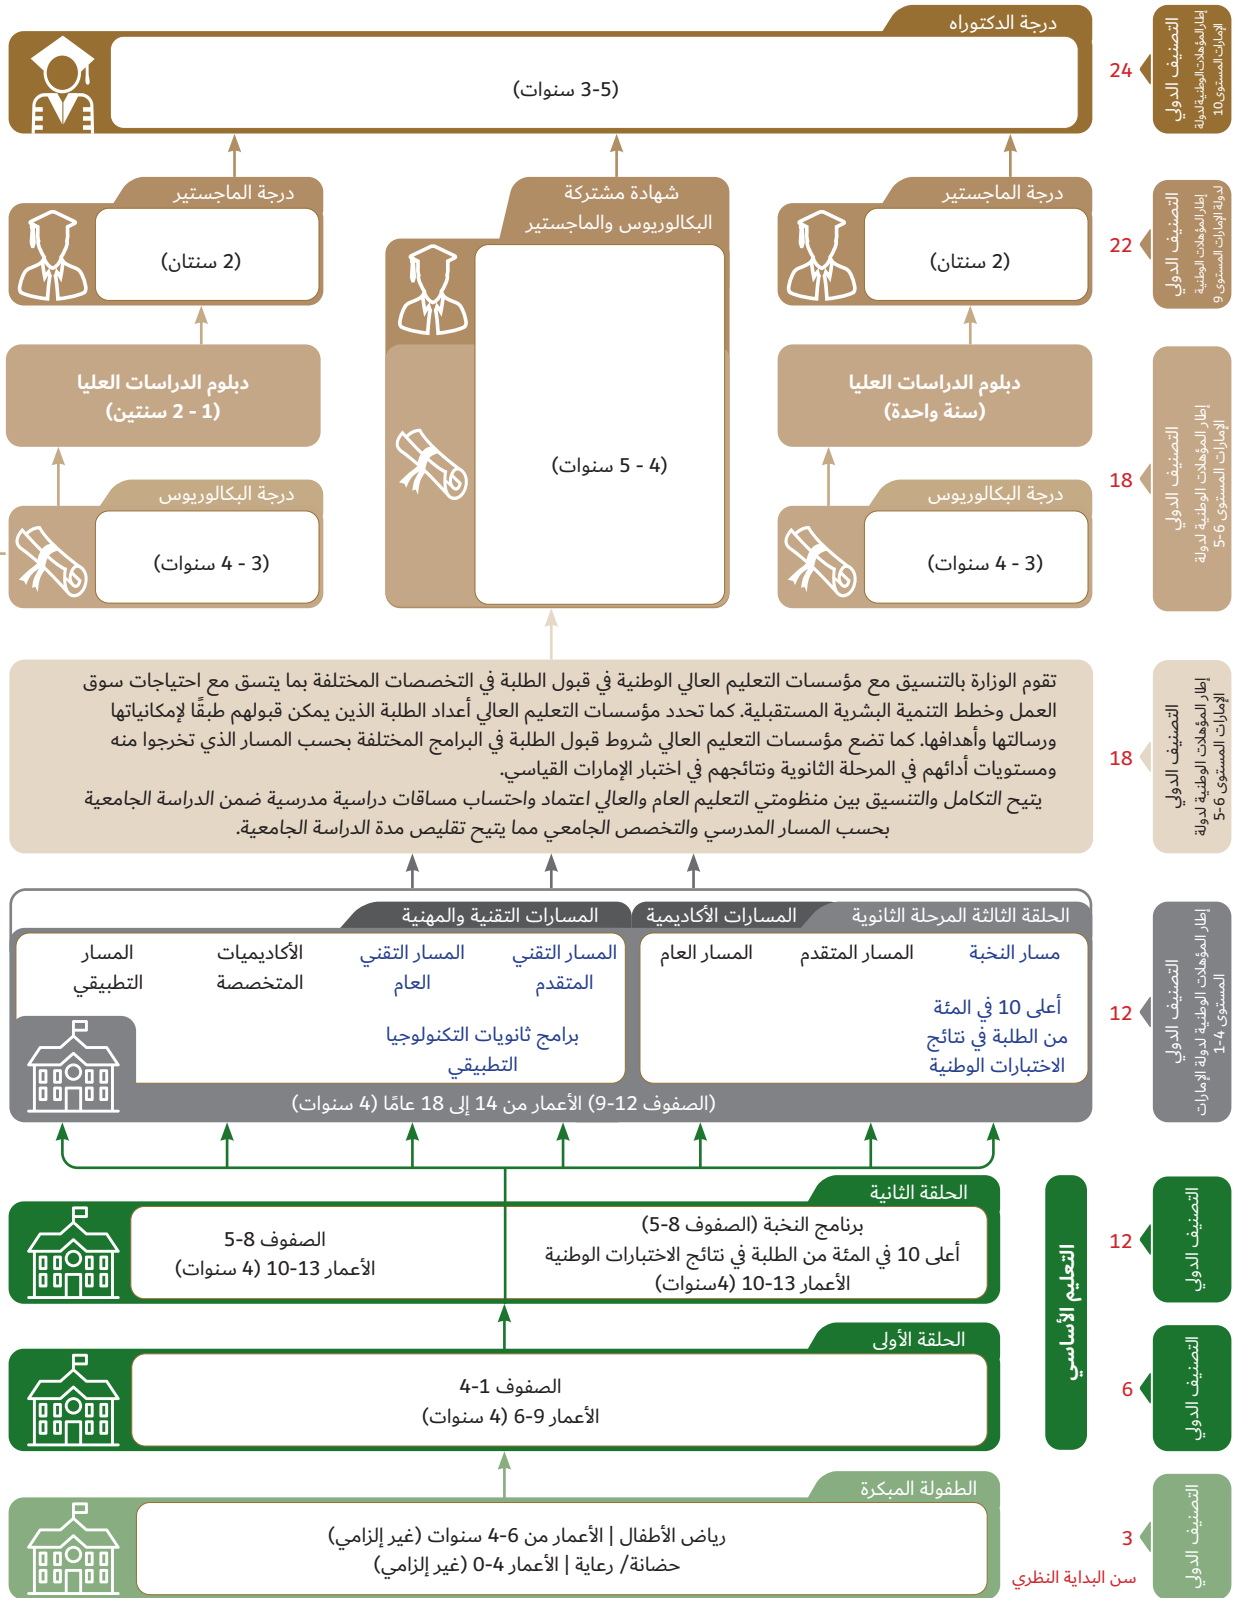 درجة الدكتوراه
(3-5 سنوات)
24
التصنيف الدولي
إطار المؤهلات الوطنية لدولة
الإمارات المستوى 10
درجة الماجستير
(2 سنتان)
شهادة مشتركة
البكالوريوس والماجستير
(4 - 5 سنوات)
درجة الماجستير
(2 سنتان)
22
التصنيف الدولي
إطار المؤهلات الوطنية
لدولة الإمارات المستوى 9
دبلوم الدراسات العليا
(سنة واحدة)
دبلوم الدراسات العليا
(1 - 2 سنتين)
درجة البكالوريوس
(3 - 4 سنوات)
درجة البكالوريوس
(3 - 4 سنوات)
18
التصنيف الدولي
إطار المؤهلات الوطنية لدولة
الإمارات المستوى 6-5
تقوم الوزارة بالتنسيق مع مؤسسات التعليم العالي الوطنية في قبول الطلبة في التخصصات المختلفة بما يتسق مع احتياجات سوق
العمل وخطط التنمية البشرية المستقبلية. كما تحدد مؤسسات التعليم العالي أعداد الطلبة الذين يمكن قبولهم طبقًا لإمكانياتها
ورسالتها وأهدافها. كما تضع مؤسسات التعليم العالي شروط قبول الطلبة في البرامج المختلفة بحسب المسار الذي تخرجوا منه
ومستويات أدائهم في المرحلة الثانوية ونتائجهم في اختبار الإمارات القياسي.
يتيح التكامل والتنسيق بين منظومتي التعليم العام والعالي اعتماد واحتساب مساقات دراسية مدرسية ضمن الدراسة الجامعية
بحسب المسار المدرسي والتخصص الجامعي مما يتيح تقليص مدة الدراسة الجامعية.
18
التصنيف الدولي
إطار المؤهلات الوطنية لدولة
الإمارات المستوى 6-5
الحلقة الثالثة المرحلة الثانوية
المسارات الأكاديمية
المسارات التقنية والمهنية
مسار النخبة
أعلى 10 في المئة
من الطلبة في نتائج
الاختبارات الوطنية
المسار المتقدم
المسار العام
المسار التقني
المتقدم
المسار التقني
العام
برامج ثانويات التكنولوجيا
التطبيقي
الأكاديميات
المتخصصة
المسار
التطبيقي
(الصفوف 12-9) الأعمار من 14 إلى 18 عامًا (4 سنوات)
12
التصنيف الدولي
إطار المؤهلات الوطنية لدولة الإمارات
المستوى 4-1
الحلقة الثانية
برنامج النخبة (الصفوف 8-5)
أعلى 10 في المئة من الطلبة في نتائج الاختبارات الوطنية
الأعمار 13-10 (4سنوات)
الصفوف 8-5
الأعمار 13-10 (4 سنوات)
12
التصنيف الدولي
التعليم الأساسي
الحلقة الأولى
الصفوف 1-4
الأعمار 9-6 (4 سنوات)
6
التصنيف الدولي
الطفولة المبكرة
رياض الأطفال | الأعمار من 6-4 سنوات (غير إلزامي)
حضانة/ رعاية | الأعمار 4-0 (غير إلزامي)
3
سن البداية النظري
التصنيف الدولي